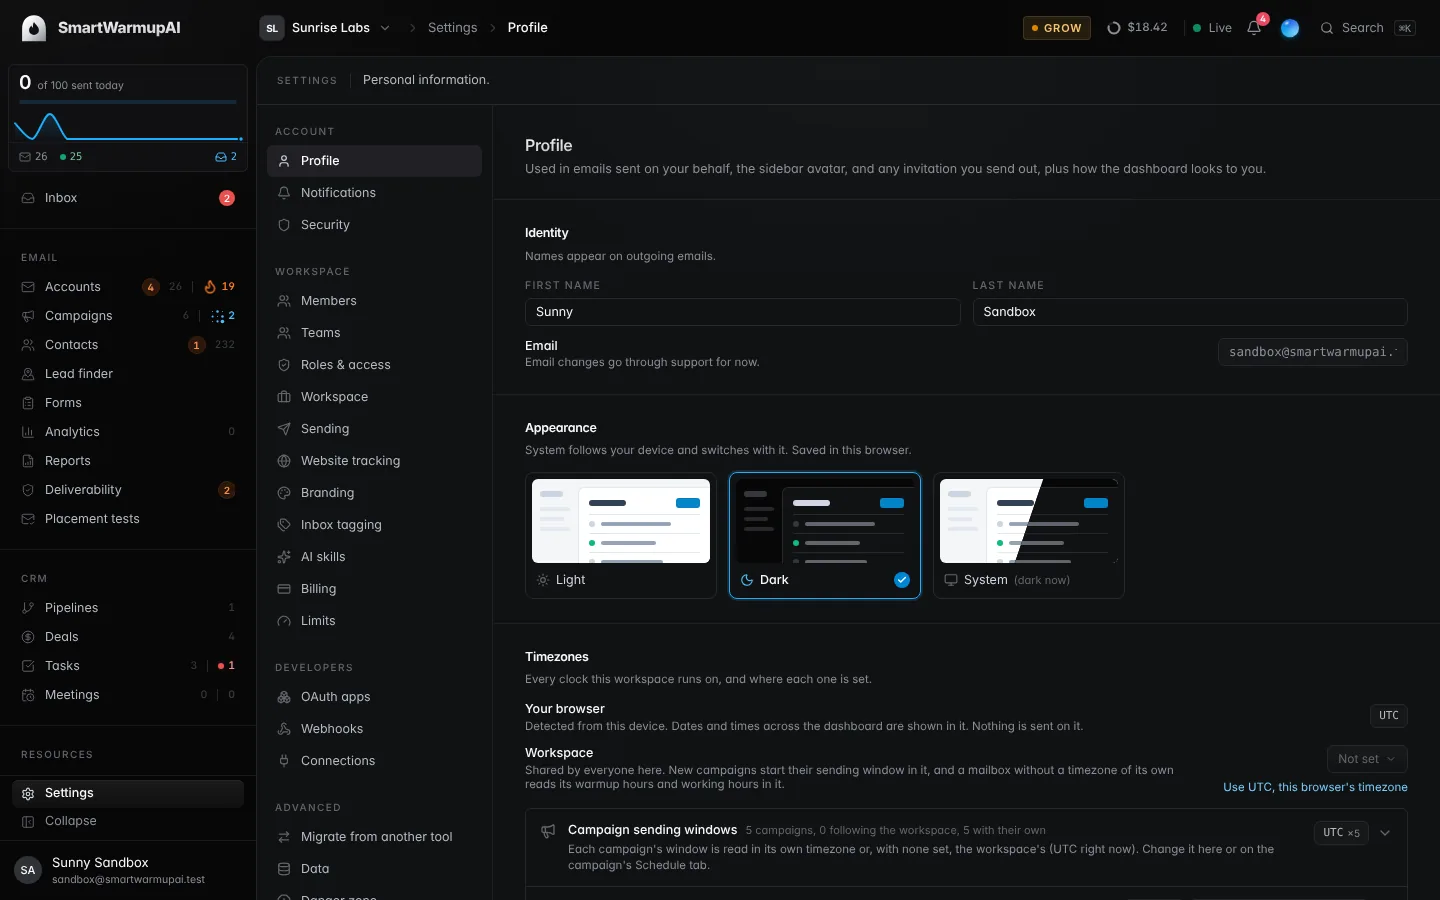 SmartWarmupAI
SL Sunrise Labs Settings Profile
GROW $18.42 Live 4 Search ⌘K
0 of 100 sent today
26 25 2
Inbox 2
EMAIL
Accounts 4 26 19
Campaigns 6 2
Contacts 1 232
Lead finder
Forms
Analytics 0
Reports
Deliverability 2
Placement tests
CRM
Pipelines 1
Deals 4
Tasks 3 1
Meetings 0 0
RESOURCES
Settings
Collapse
SA Sunny Sandbox
sandbox@smartwarmupai.test
SETTINGS Personal information.
ACCOUNT
Profile
Notifications
Security
WORKSPACE
Members
Teams
Roles & access
Workspace
Sending
Website tracking
Branding
Inbox tagging
AI skills
Billing
Limits
DEVELOPERS
OAuth apps
Webhooks
Connections
ADVANCED
Migrate from another tool
Data
Danger zone
Profile
Used in emails sent on your behalf, the sidebar avatar, and any invitation you send out, plus how the dashboard looks to you.
Identity
Names appear on outgoing emails.
FIRST NAME LAST NAME
Sunny Sandbox
Email
Email changes go through support for now.
sandbox@smartwarmupai.
Appearance
System follows your device and switches with it. Saved in this browser.
Light Dark System (dark now)
Timezones
Every clock this workspace runs on, and where each one is set.
Your browser
Detected from this device. Dates and times across the dashboard are shown in it. Nothing is sent on it.
UTC
Workspace
Shared by everyone here. New campaigns start their sending window in it, and a mailbox without a timezone of its own
reads its warmup hours and working hours in it.
Not set
Use UTC, this browser's timezone
Campaign sending windows 5 campaigns, 0 following the workspace, 5 with their own
Each campaign's window is read in its own timezone or, with none set, the workspace's (UTC right now). Change it here or on the
campaign's Schedule tab.
UTC ×5